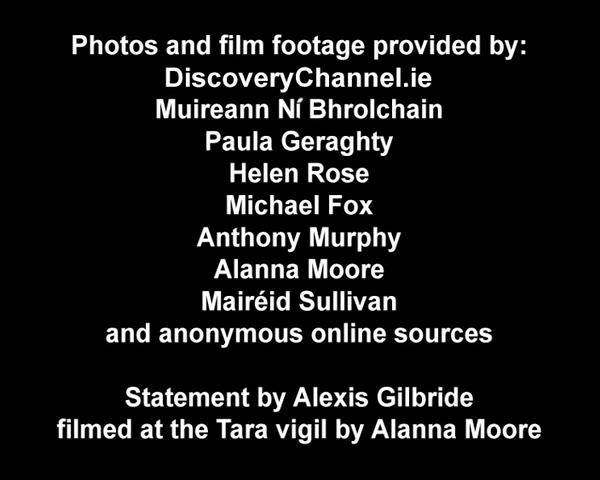 Photos and film footage provided by:
DiscoveryChannel.ie
Muireann Ní Bhrolchain
Paula Geraghty
Helen Rose
Michael Fox
Anthony Murphy
Alanna Moore
Mairéid Sullivan
and anonymous online sources
Statement by Alexis Gilbride
filmed at the Tara vigil by Alanna Moore